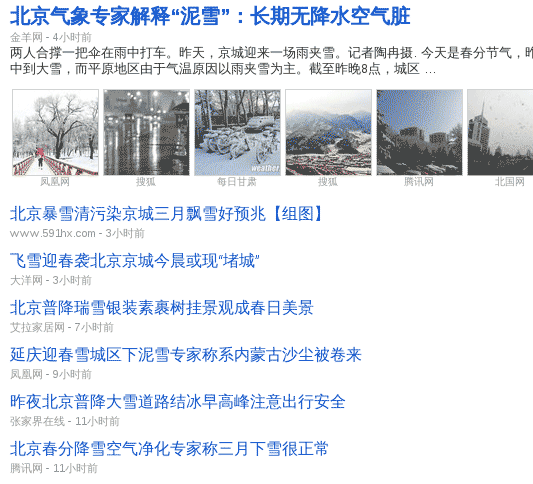 北京气象专家解释“泥雪”：长期无降水空气脏
金羊网 - 4小时前
两人合撑一把伞在雨中打车。昨天，京城迎来一场雨夹雪。记者陶冉摄. 今天是春分节气，昨
中到大雪，而平原地区由于气温原因以雨夹雪为主。截至昨晚8点，城区 ...
weather
凤凰网 搜狐 每日甘肃 搜狐 腾讯网 北国网
北京暴雪清污染京城三月飘雪好预兆【组图】
www.591hx.com - 3小时前
飞雪迎春袭北京京城今晨或现“堵城”
大洋网 - 3小时前
北京普降瑞雪银装素裹树挂景观成春日美景
艾拉家居网 - 7小时前
延庆迎春雪城区下泥雪专家称系内蒙古沙尘被卷来
凤凰网 - 9小时前
昨夜北京普降大雪道路结冰早高峰注意出行安全
张家界在线 - 11小时前
北京春分降雪空气净化专家称三月下雪很正常
腾讯网 - 11小时前